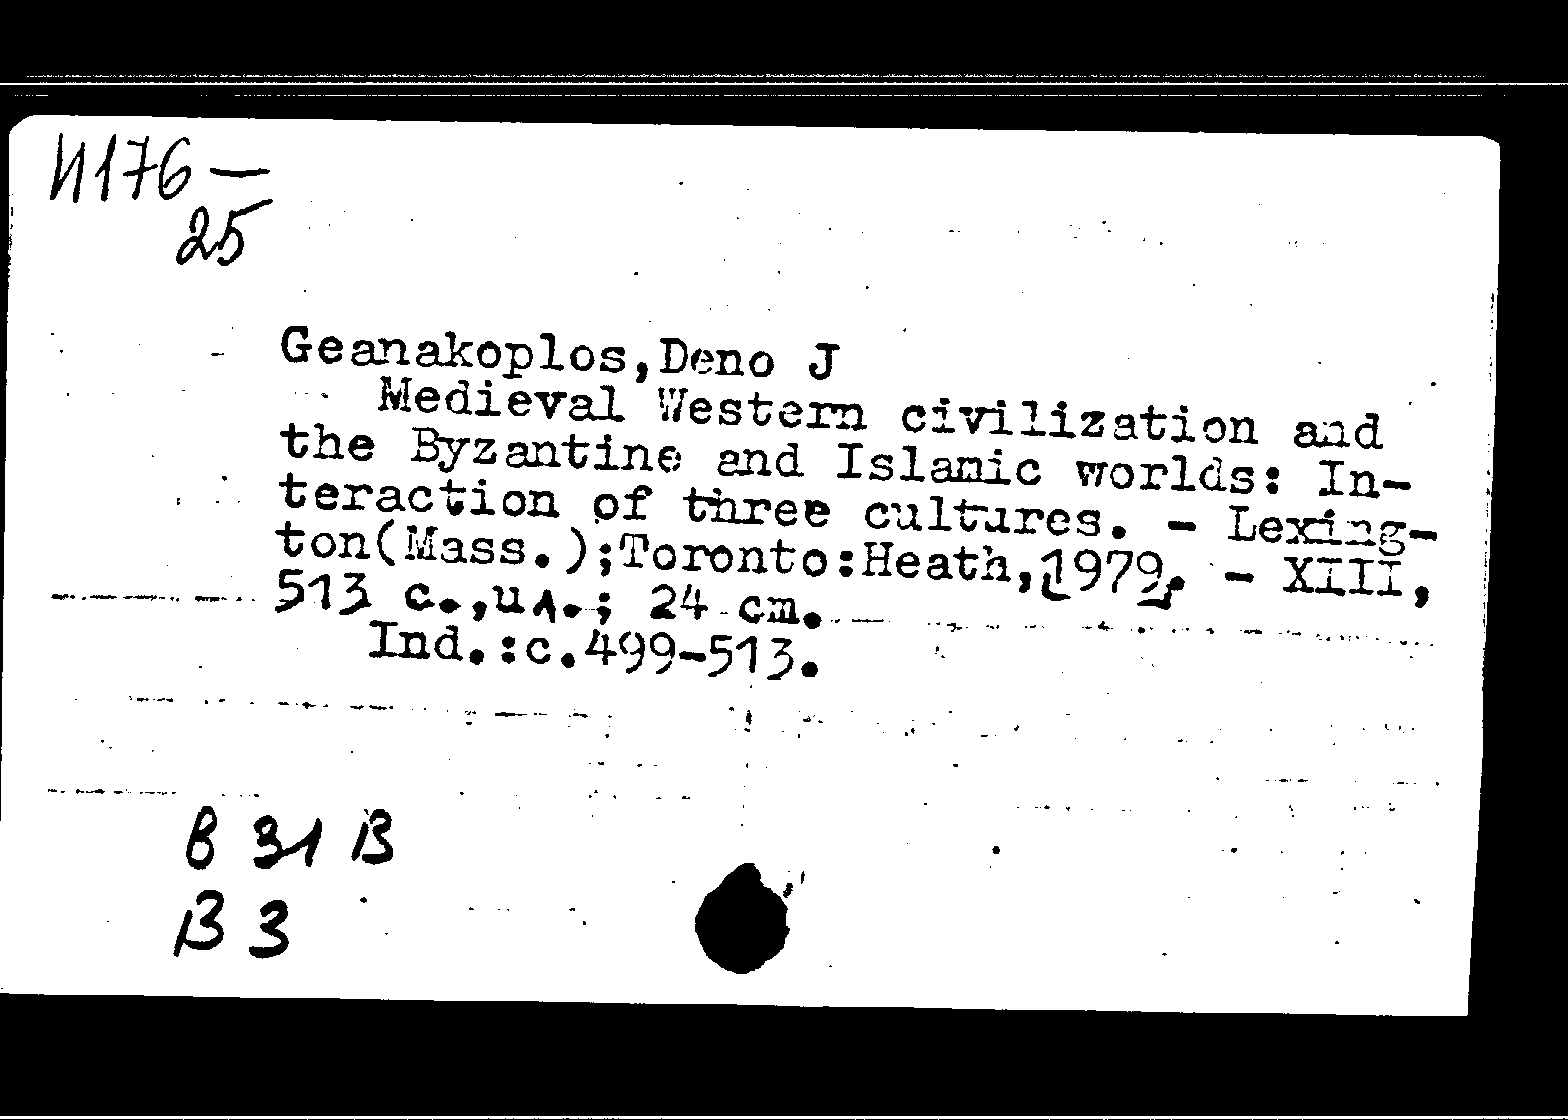 И176-
25
Geanakoplos,Deno J
Medieval Western civilization and
the Byzantine and Islamic worlds: In-
teraction of three cultures. - Lexing-
ton(Mass.);Toronto:Heath,1979. - XIII,
513 c.,ил.; 24 cm.
Ind.:c.499-513.
В 31 В
В 3